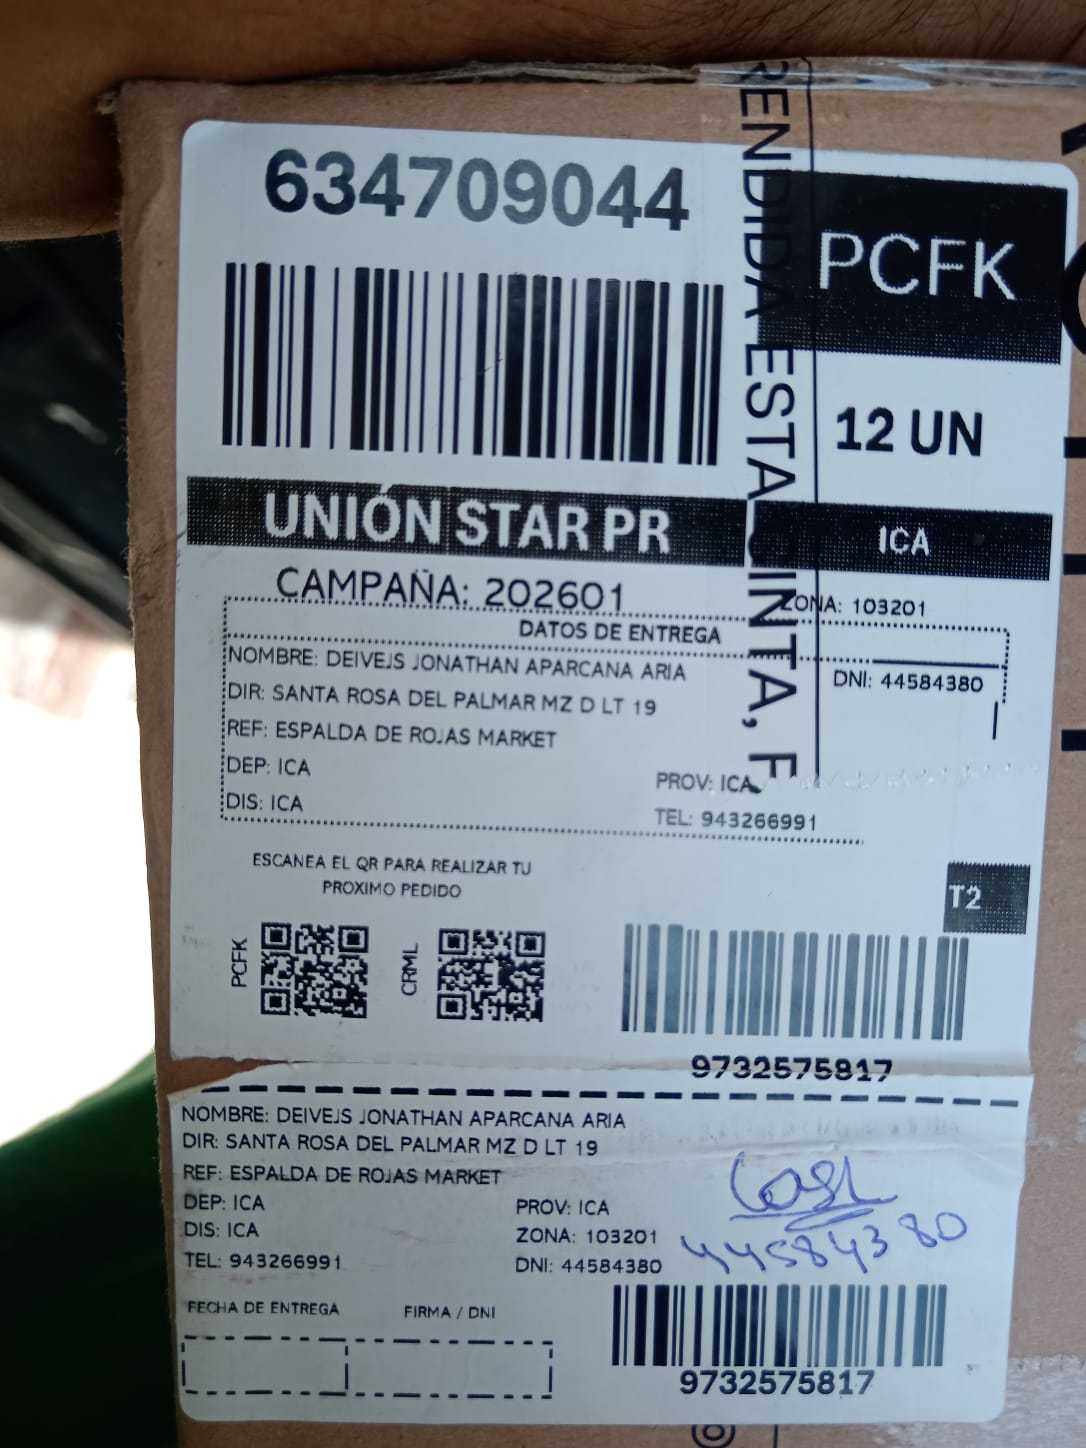 634709044
PCFK
12 UN
RENDIDA ESTA CINTA, F
UNIÓN STAR PR
ICA
CAMPAÑA: 202601
ZONA: 103201
DATOS DE ENTREGA
NOMBRE: DEIVEJS JONATHAN APARCANA ARIA
DNI: 44584380
DIR: SANTA ROSA DEL PALMAR MZ D LT 19
REF: ESPALDA DE ROJAS MARKET
DEP: ICA
PROV: ICA
DIS: ICA
TEL: 943266991
ESCANEA EL QR PARA REALIZAR TU
PROXIMO PEDIDO
T2
PCFK
CRML
9732575817
NOMBRE: DEIVEJS JONATHAN APARCANA ARIA
DIR: SANTA ROSA DEL PALMAR MZ D LT 19
REF: ESPALDA DE ROJAS MARKET
DEP: ICA
PROV: ICA
DIS: ICA
ZONA: 103201
TEL: 943266991
DNI: 44584380
44584380
FECHA DE ENTREGA
FIRMA / DNI
9732575817